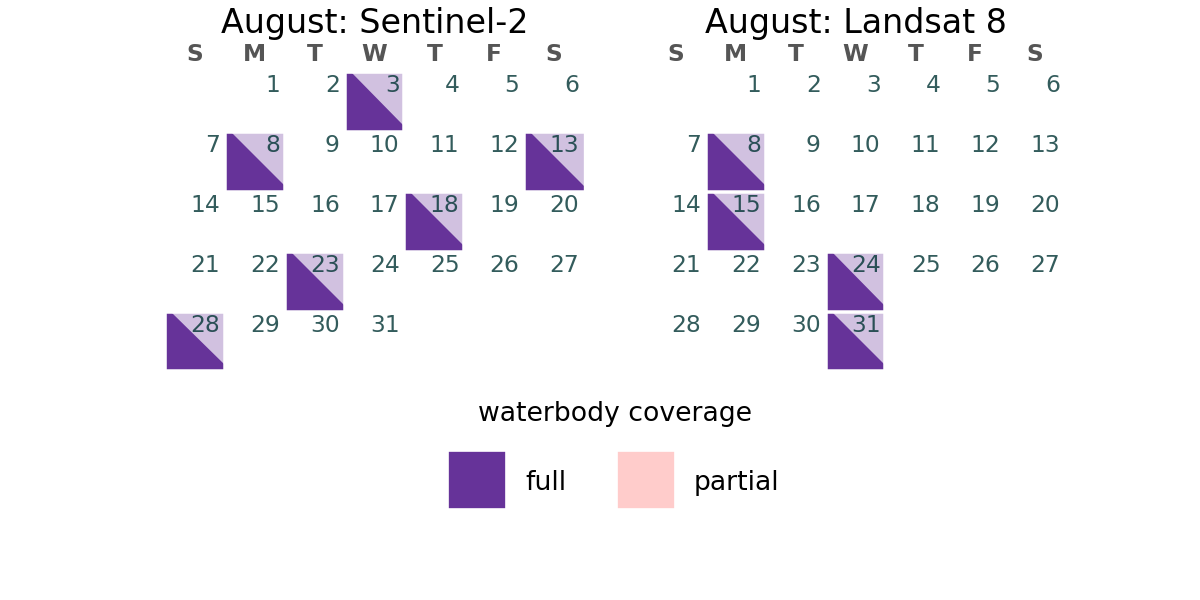 August: Sentinel-2
S M T W T F S
1 2 3 4 5 6
7 8 9 10 11 12 13
14 15 16 17 18 19 20
21 22 23 24 25 26 27
28 29 30 31
August: Landsat 8
S M T W T F S
1 2 3 4 5 6
7 8 9 10 11 12 13
14 15 16 17 18 19 20
21 22 23 24 25 26 27
28 29 30 31
waterbody coverage
full partial